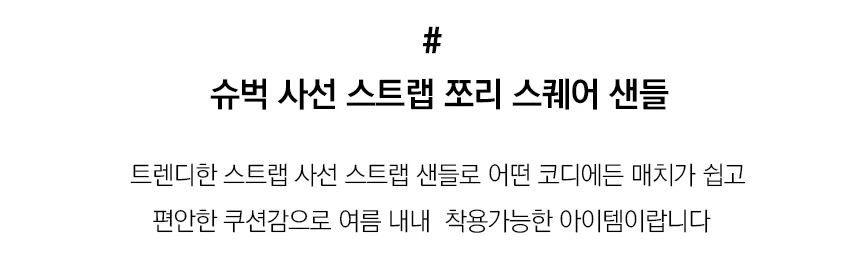 #
슈벅 사선 스트랩 쪼리 스퀘어 샌들
트렌디한 스트랩 사선 스트랩 샌들로 어떤 코디에든 매치가 쉽고
편안한 쿠션감으로 여름 내내 착용가능한 아이템이랍니다